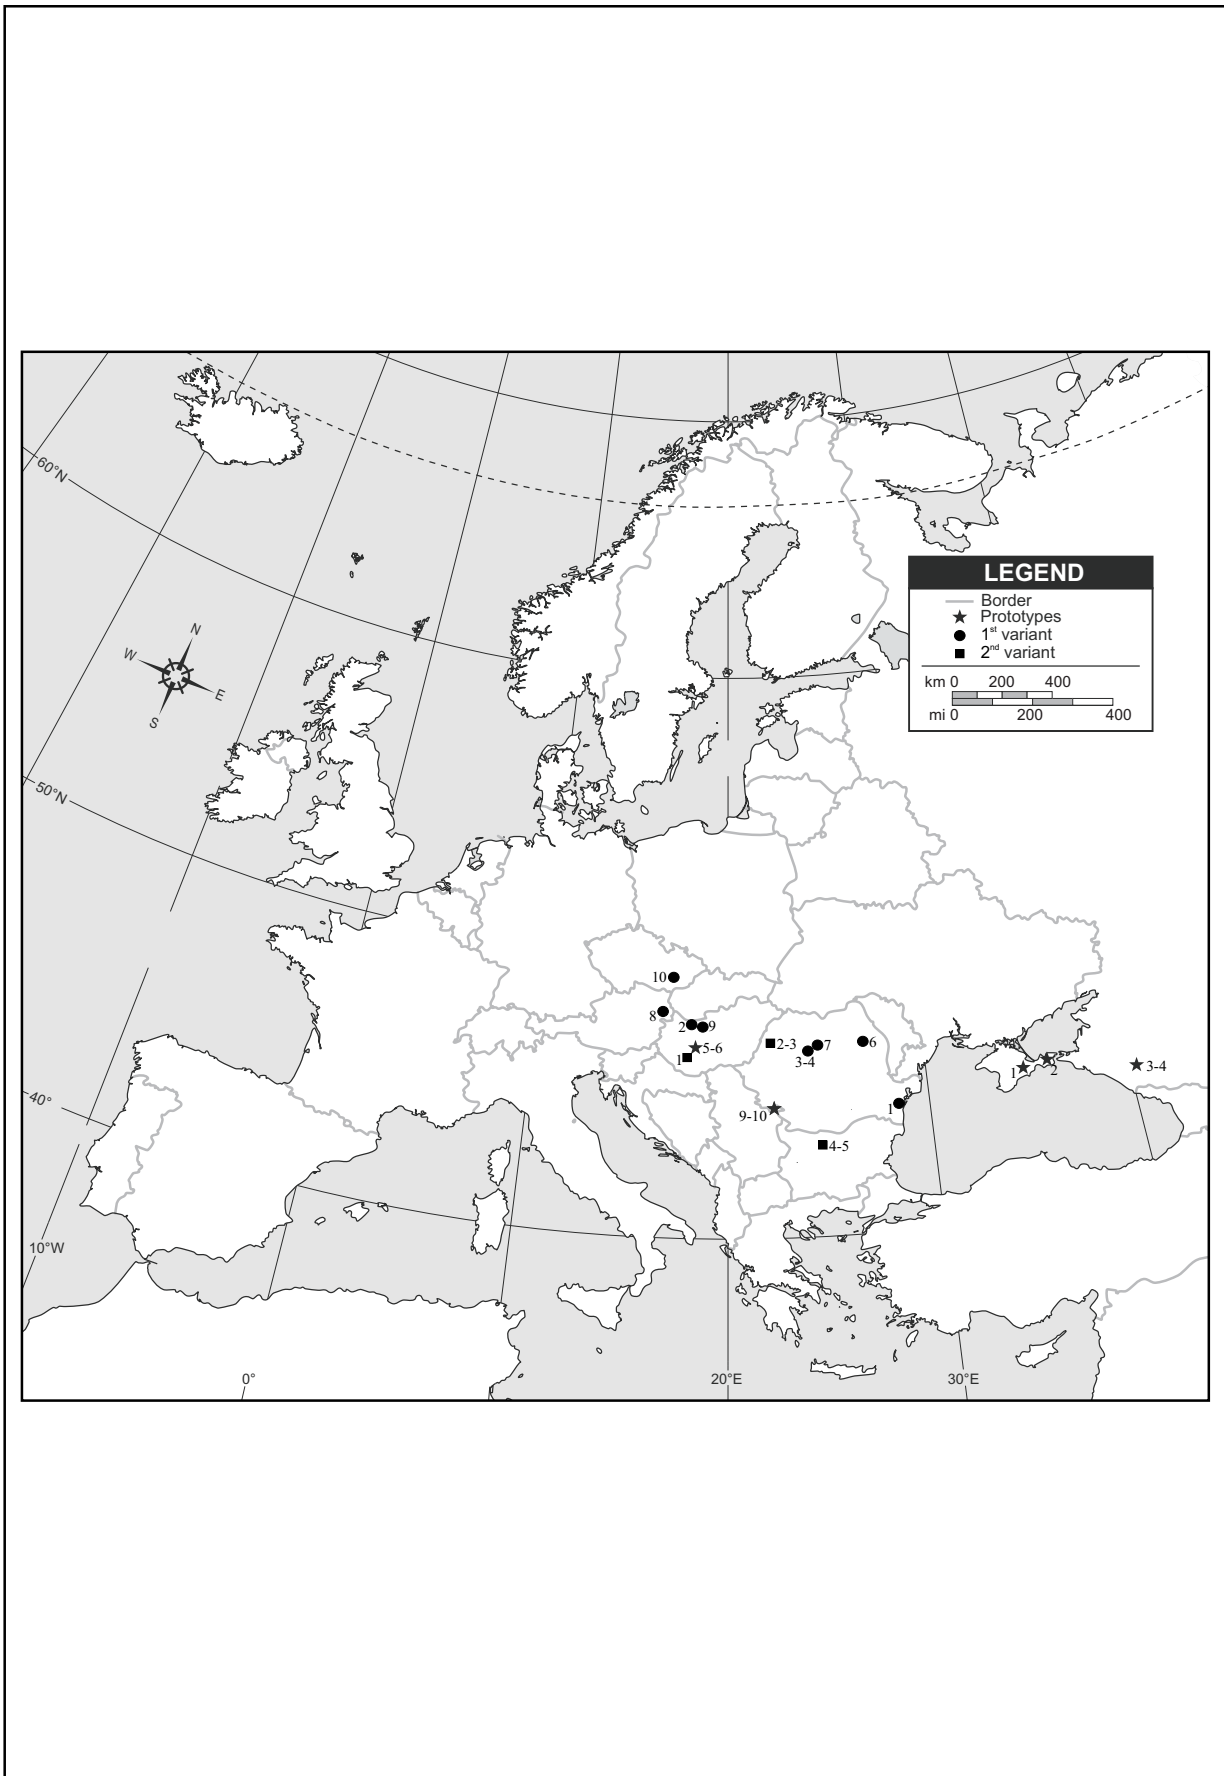 60°N
N
W
E
S
50°N
40°
10°W
0°
20°E
30°E
LEGEND
Border
Prototypes
1st variant
2nd variant
km 0 200 400
mi 0 200 400
10
8
2
9
5-6
1
2-3
7
3-4
6
1
2
3-4
9-10
1
4-5